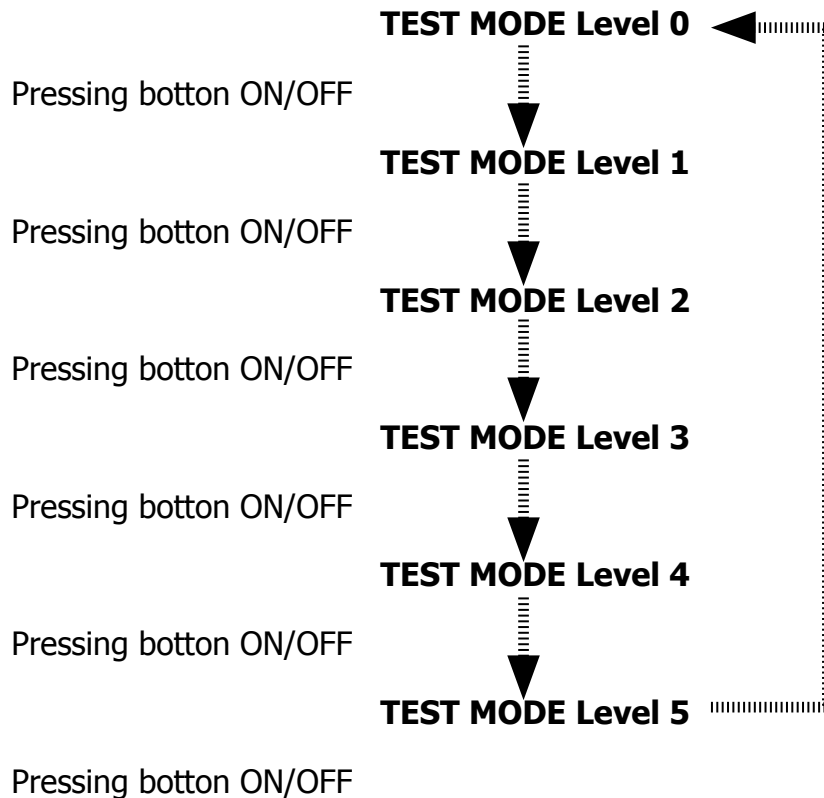 TEST MODE Level 0
Pressing botton ON/OFF
TEST MODE Level 1
Pressing botton ON/OFF
TEST MODE Level 2
Pressing botton ON/OFF
TEST MODE Level 3
Pressing botton ON/OFF
TEST MODE Level 4
Pressing botton ON/OFF
TEST MODE Level 5
Pressing botton ON/OFF